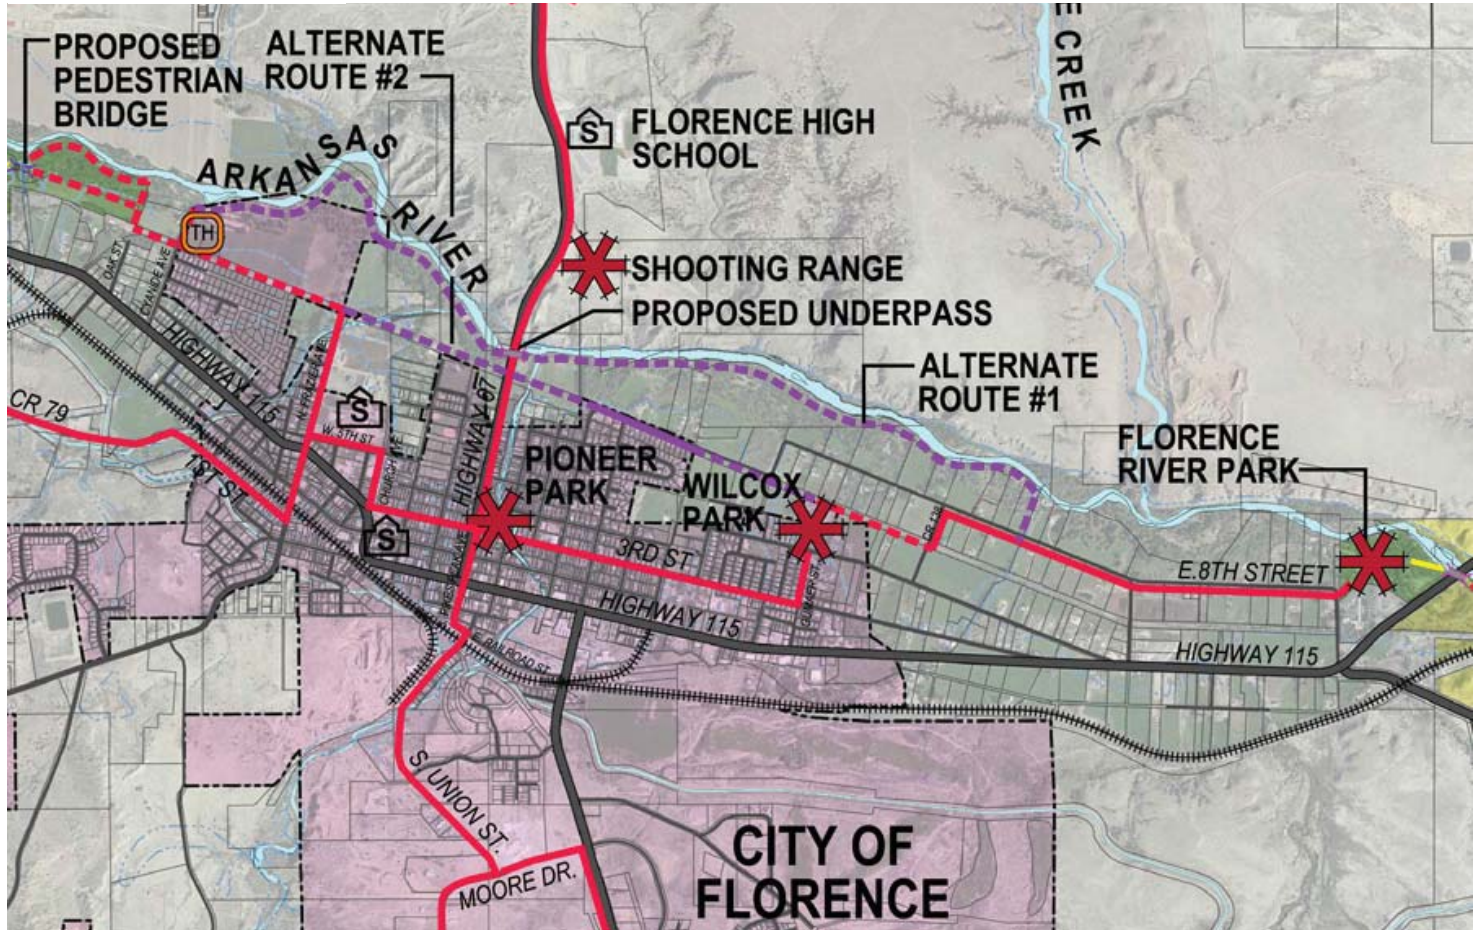 PROPOSED
PEDESTRIAN
BRIDGE
ALTERNATE
ROUTE #2
E CREEK
S
FLORENCE HIGH
SCHOOL
ARKANSAS
RIVER
TH
OAK ST
SHOOTING RANGE
PROPOSED UNDERPASS
HIGHWAY 115
ALTERNATE
ROUTE #1
CR 79
S
W. 5TH ST
HIGHWAY 67
1ST ST
PIONEER
PARK
WILCOX
PARK
FLORENCE
RIVER PARK
S
3RD ST
E.8TH STREET
HIGHWAY 115
HIGHWAY 115
E. RAILROAD ST.
S. UNION ST.
MOORE DR.
CITY OF
FLORENCE